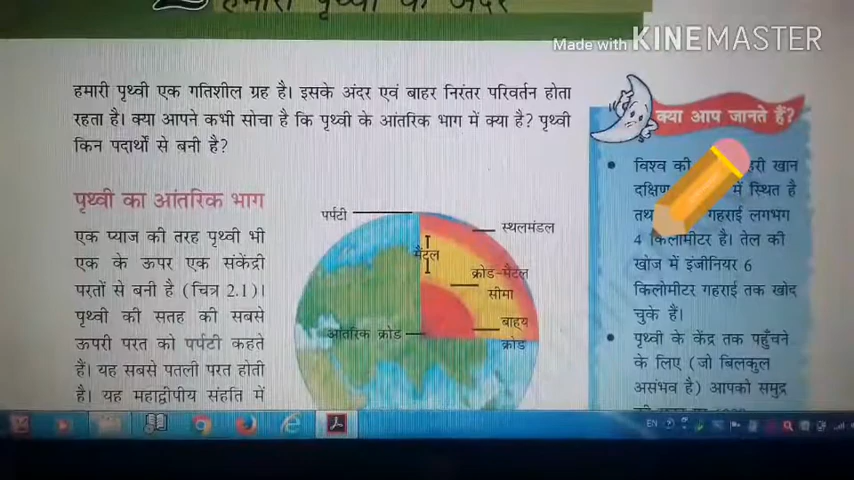 हमारी पृथ्वी के अंदर
Made with KINEMASTER
हमारी पृथ्वी एक गतिशील ग्रह है। इसके अंदर एवं बाहर निरंतर परिवर्तन होता
रहता है। क्या आपने कभी सोचा है कि पृथ्वी के आंतरिक भाग में क्या है? पृथ्वी
किन पदार्थों से बनी है?
पृथ्वी का आंतरिक भाग
एक प्याज की तरह पृथ्वी भी
एक के ऊपर एक संकेंद्री
परतों से बनी है (चित्र 2.1)।
पृथ्वी की सतह की सबसे
ऊपरी परत को पर्पटी कहते
हैं। यह सबसे पतली परत होती
है। यह महाद्वीपीय संहति में
पर्पटी
स्थलमंडल
मैंटल
क्रोड-मैंटल
सीमा
बाह्य
क्रोड
आंतरिक क्रोड
क्या आप जानते हैं?
• विश्व की खान
दक्षिण में स्थित है
तथा गहराई लगभग
4 किलोमीटर है। तेल की
खोज में इंजीनियर 6
किलोमीटर गहराई तक खोद
चुके हैं।
• पृथ्वी के केंद्र तक पहुँचने
के लिए (जो बिलकुल
असंभव है) आपको समुद्र
EN